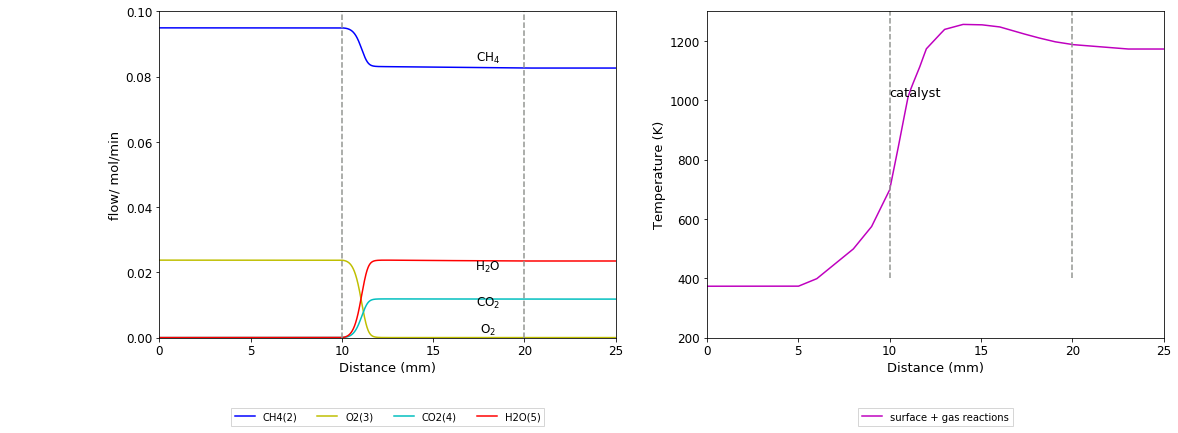 0.10
0.08
0.06
0.04
0.02
0.00
flow/ mol/min
CH4
H2O
CO2
O2
0 5 10 15 20 25
Distance (mm)
CH4(2) O2(3) CO2(4) H2O(5)
1200
1000
800
600
400
200
Temperature (K)
catalyst
0 5 10 15 20 25
Distance (mm)
surface + gas reactions